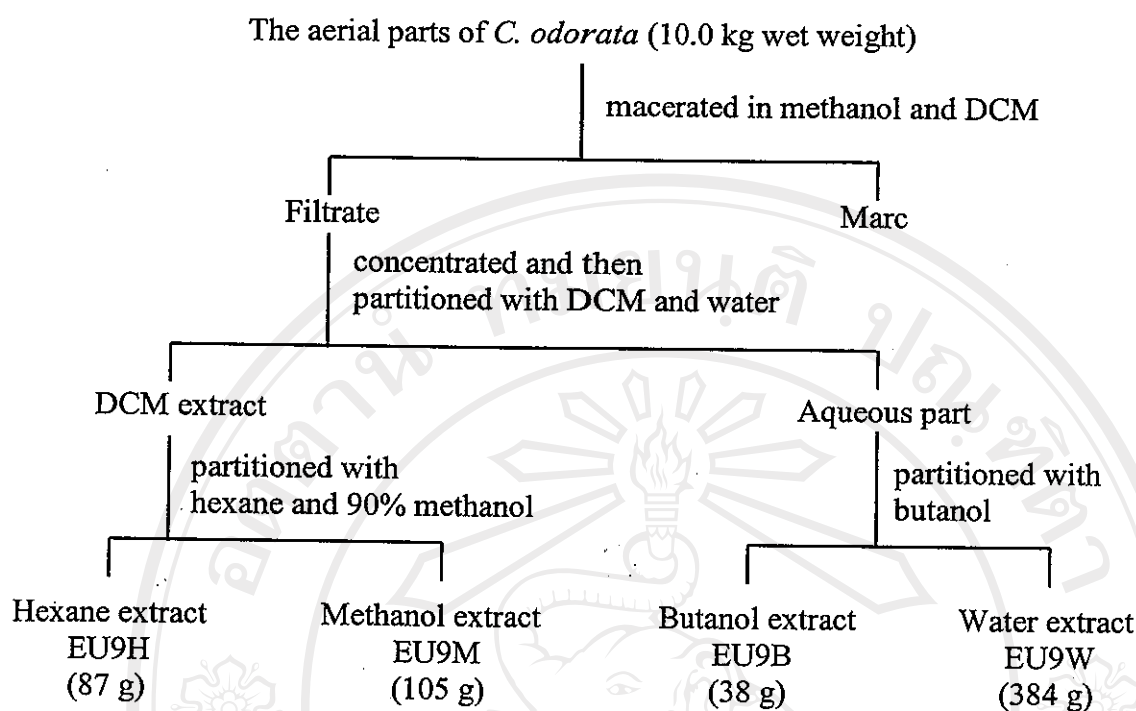 The aerial parts of C. odorata (10.0 kg wet weight)
macerated in methanol and DCM
Filtrate
Marc
concentrated and then
partitioned with DCM and water
DCM extract
Aqueous part
partitioned with
hexane and 90% methanol
partitioned with
butanol
Hexane extract
EU9H
(87 g)
Methanol extract
EU9M
(105 g)
Butanol extract
EU9B
(38 g)
Water extract
EU9W
(384 g)